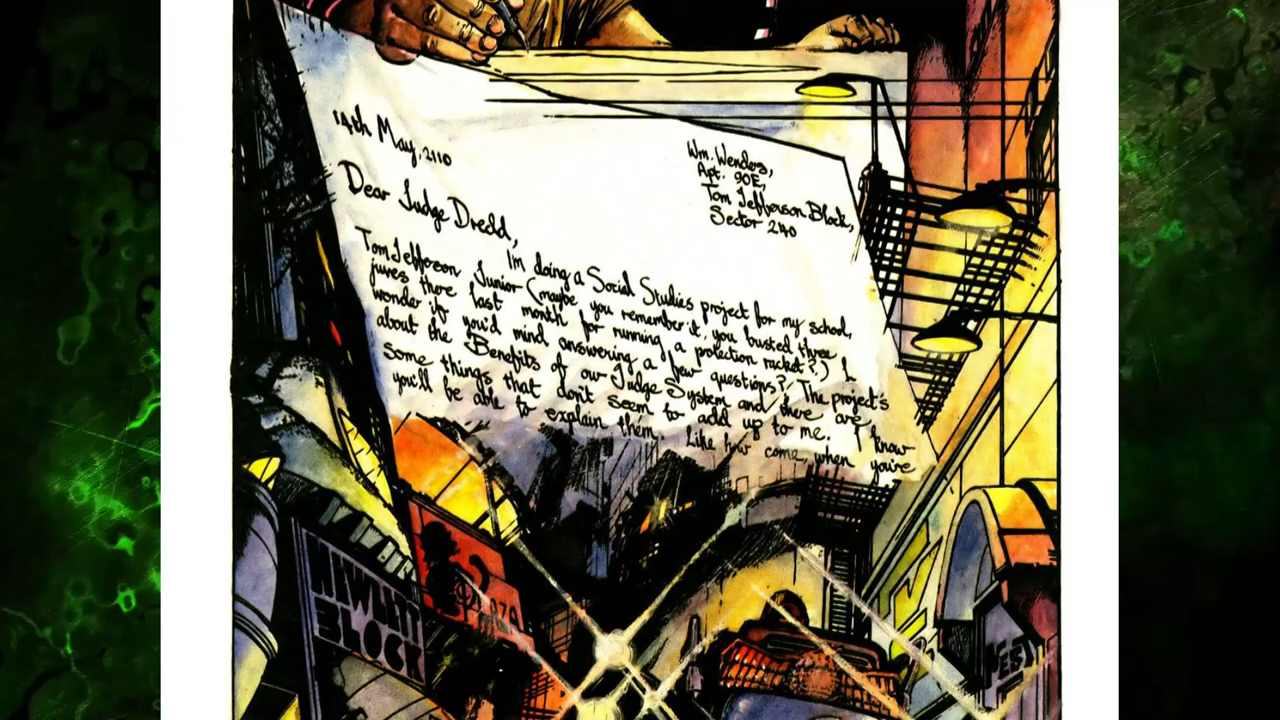 14th May, 2110
Wm. Wenders,
Apt. 90E,
Tom Jefferson Block,
Sector 240
Dear Judge Dredd,
I'm doing a Social Studies project for my school,
Tom Jefferson Junior (maybe you remember it, you busted three
juves there last month for running a protection racket?) I
wonder if you'd mind answering a few questions? The project's
about the Benefits of our Judge System and there are
some things that don't seem to add up to me. I know
you'll be able to explain them. Like how come, when you're
HEWLETT
BLOCK